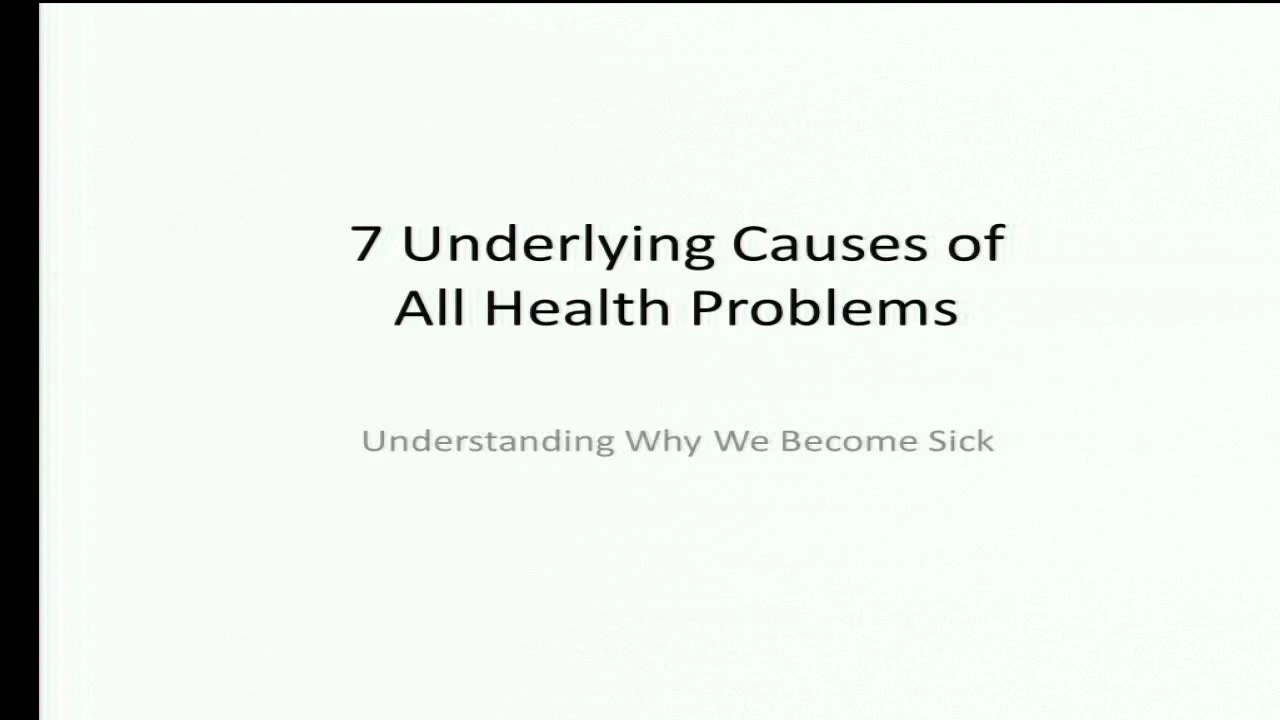 7 Underlying Causes of
All Health Problems
Understanding Why We Become Sick